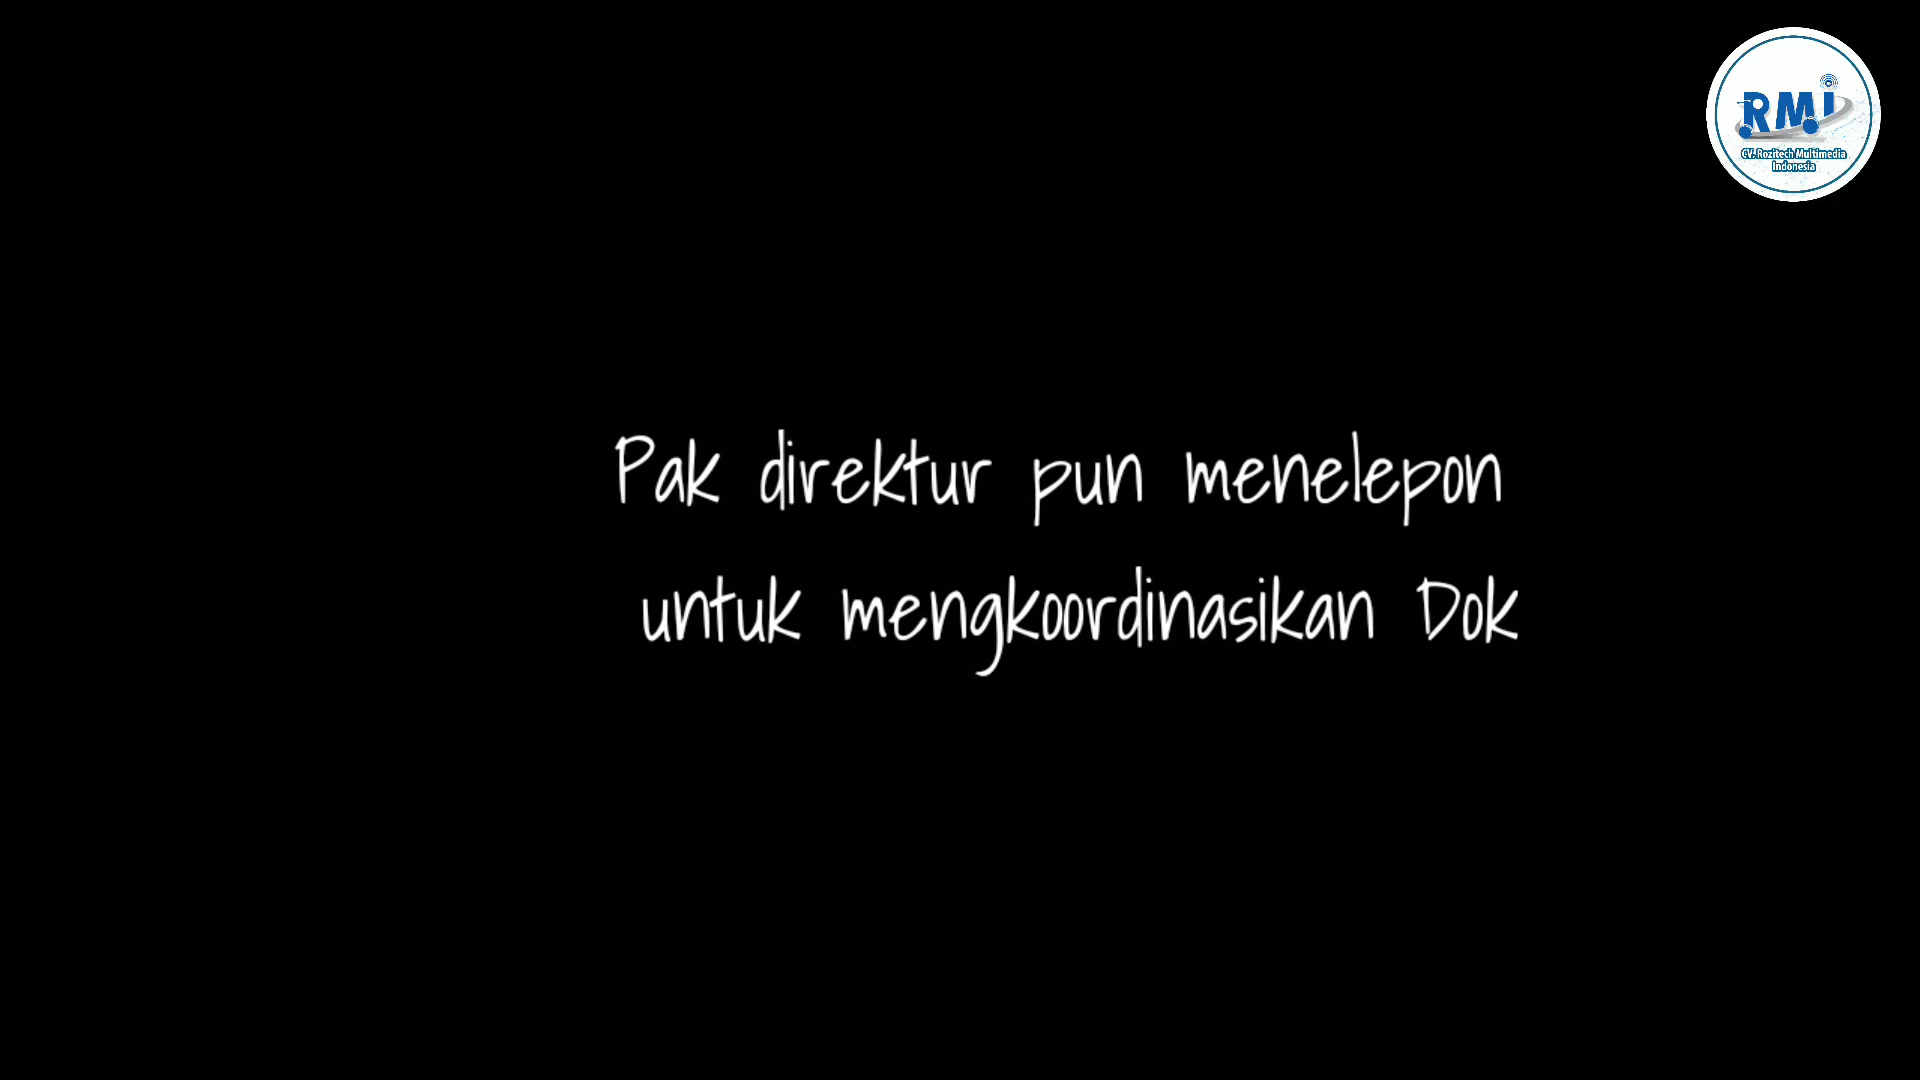 RMI
CV. Rozitech Multimedia
Indonesia
Pak direktur pun menelepon
untuk mengkoordinasikan Dok